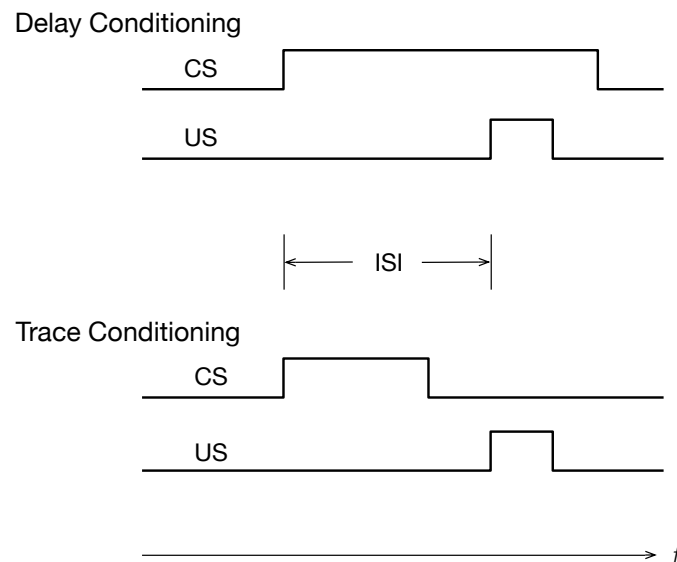 Delay Conditioning
CS
US
ISI
Trace Conditioning
CS
US
t